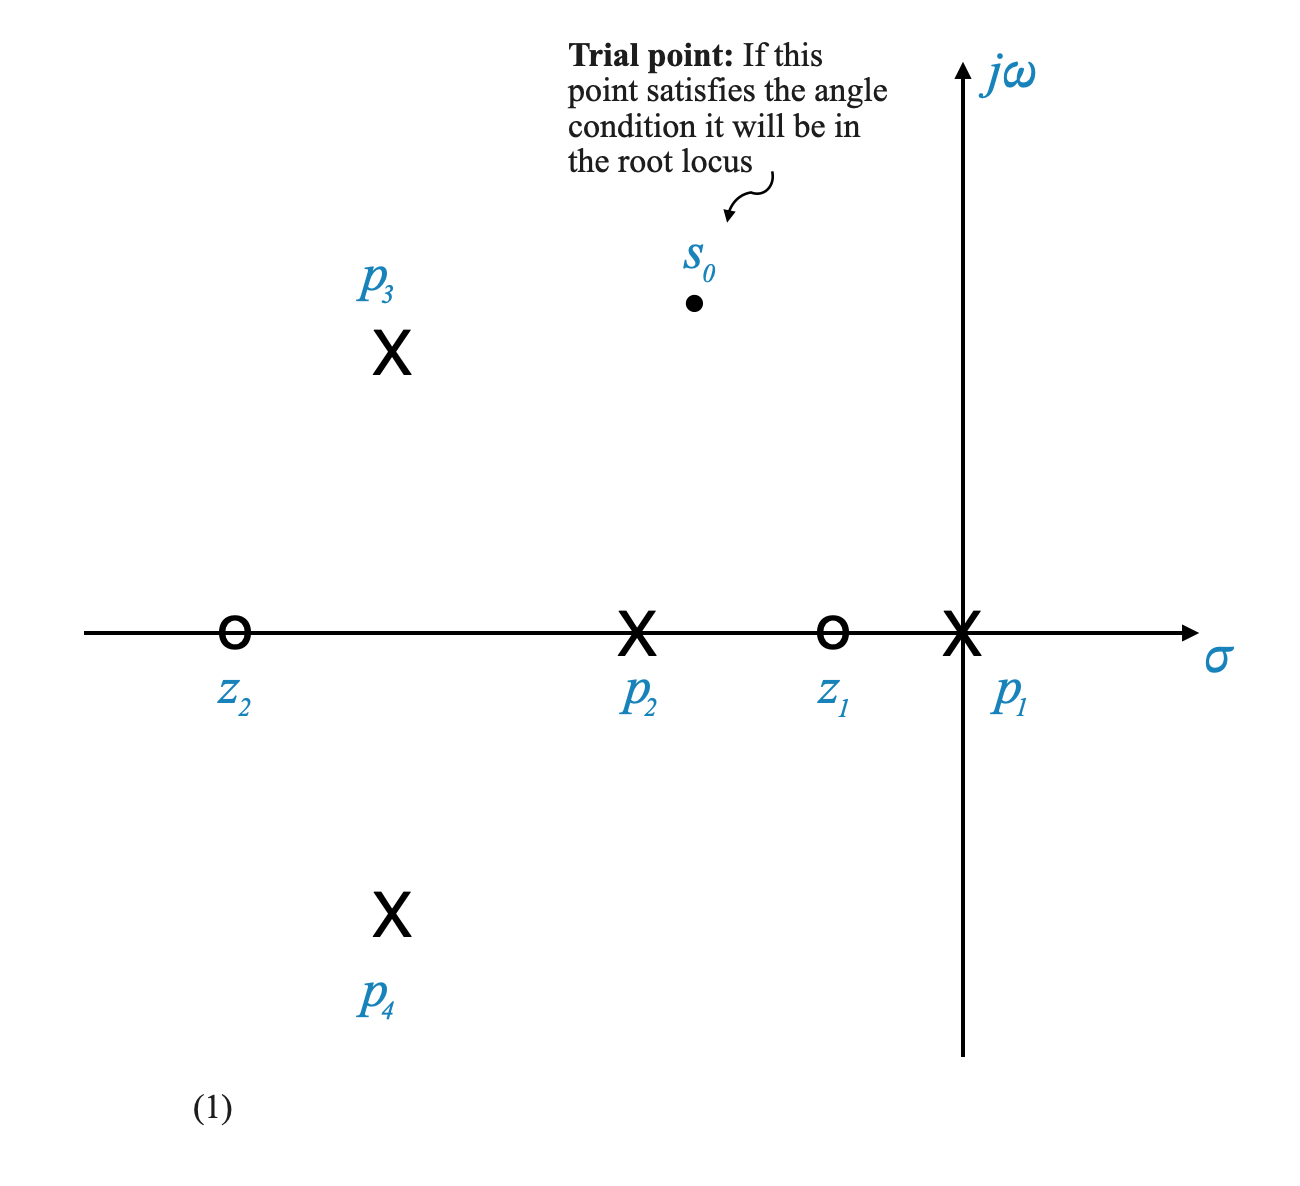 Trial point: If this
point satisfies the angle
condition it will be in
the root locus
jω
s₀
p₃
X
X
X
σ
z₂
p₂
z₁
p₁
X
p₄
(1)